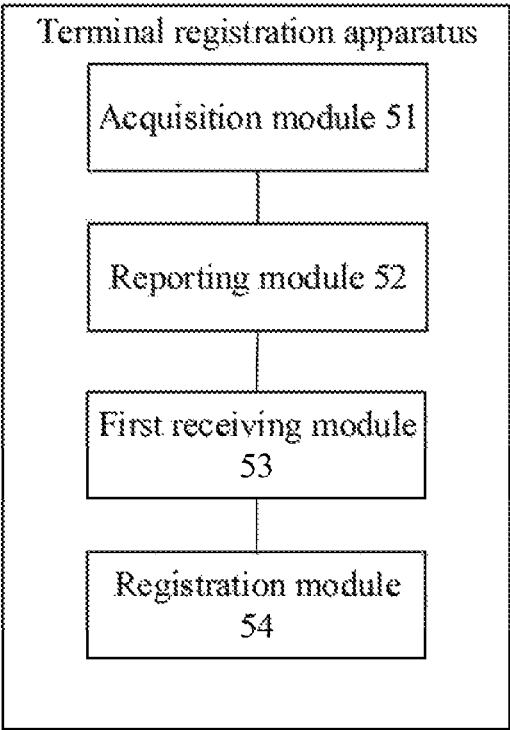 Terminal registration apparatus
Acquisition module 51
Reporting module 52
First receiving module
53
Registration module
54